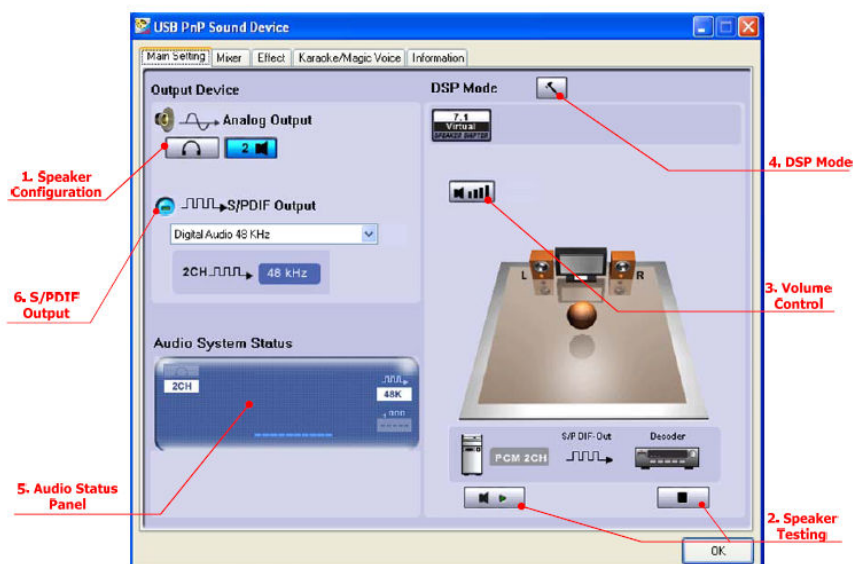 USB PnP Sound Device
Main Setting
Mixer
Effect
Karaoke/Magic Voice
Information
Output Device
Analog Output
2
S/PDIF Output
Digital Audio 48 KHz
2CH
48 kHz
Audio System Status
2CH
48K
-----
DSP Mode
7.1
Virtual
SPEAKER SHIFTER
L
R
S/PDIF-Out
Decoder
PCM 2CH
OK
1. Speaker
Configuration
6. S/PDIF
Output
5. Audio Status
Panel
4. DSP Mode
3. Volume
Control
2. Speaker
Testing